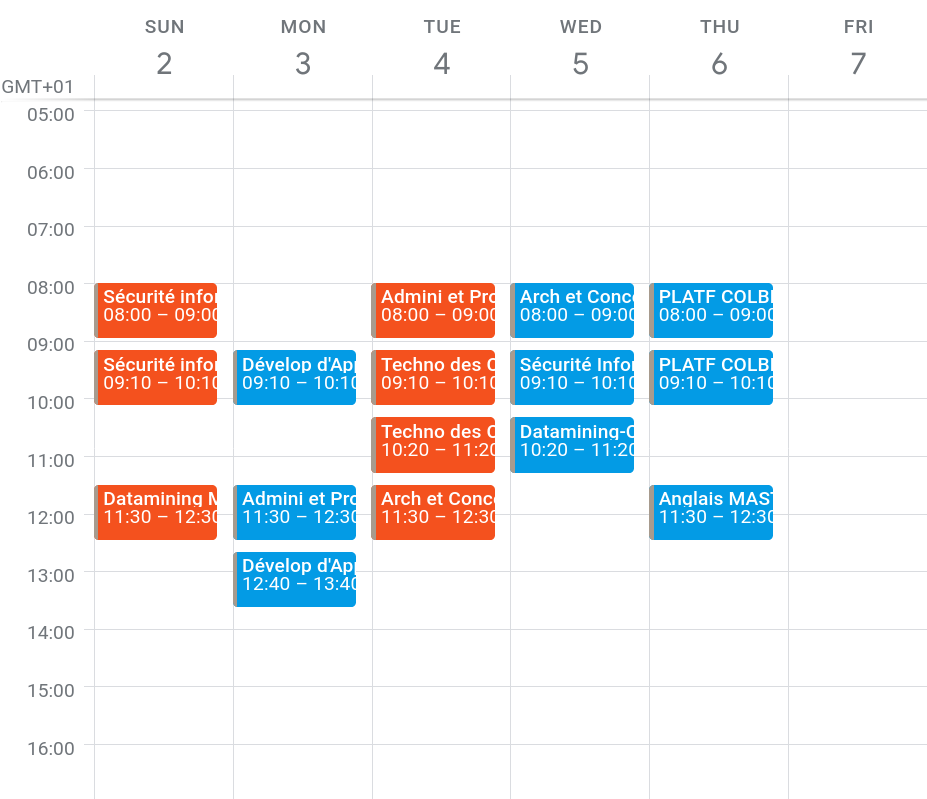 SUN MON TUE WED THU FRI
2 3 4 5 6 7
GMT+01
05:00
06:00
07:00
08:00
Sécurité infor Admini et Pro Arch et Conce PLATF COLB
08:00 – 09:00 08:00 – 09:00 08:00 – 09:00 08:00 – 09:00
09:00
Sécurité infor Dévelop d'App Techno des C Sécurité Infor PLATF COLB
09:10 – 10:10 09:10 – 10:10 09:10 – 10:10 09:10 – 10:10 09:10 – 10:10
10:00
Techno des C Datamining-C
10:20 – 11:20 10:20 – 11:20
11:00
Datamining M Admini et Pro Arch et Conce Anglais MAST
11:30 – 12:30 11:30 – 12:30 11:30 – 12:30 11:30 – 12:30
12:00
Dévelop d'App
12:40 – 13:40
13:00
14:00
15:00
16:00